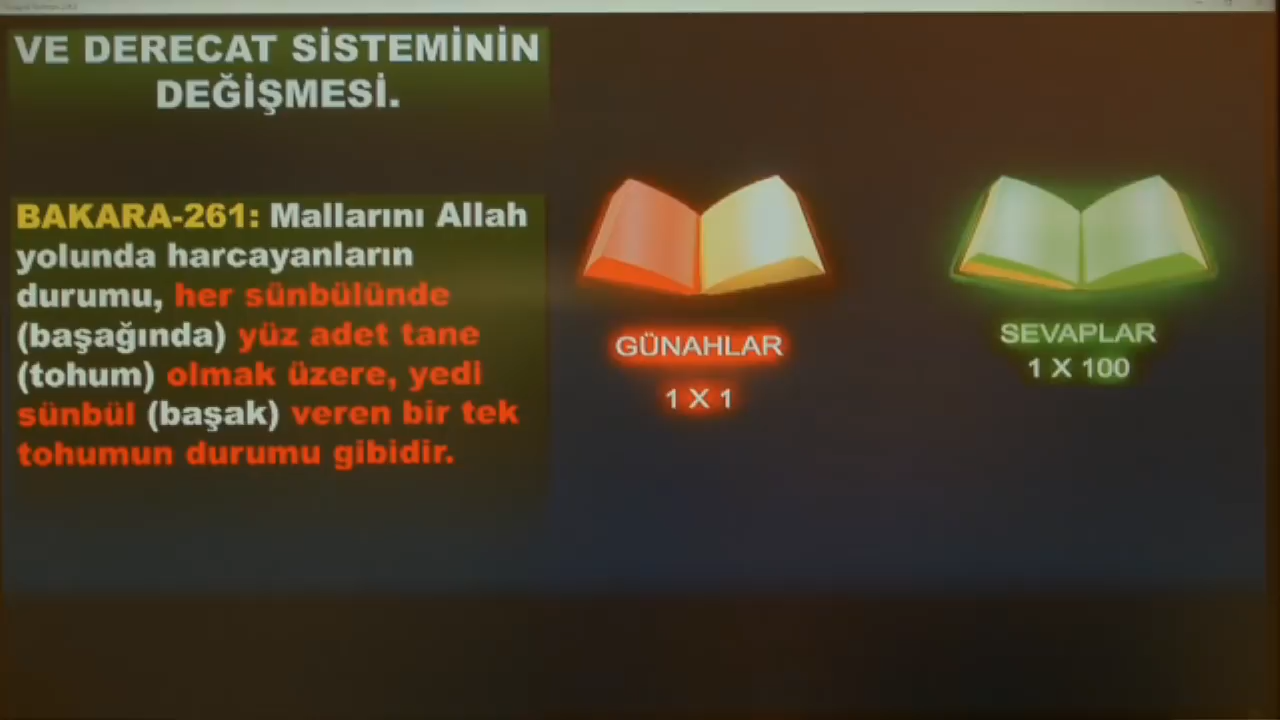 VE DERECAT SİSTEMİNİN
DEĞİŞMESİ.
BAKARA-261: Mallarını Allah
yolunda harcayanların
durumu, her sünbülünde
(başağında) yüz adet tane
(tohum) olmak üzere, yedi
sünbül (başak) veren bir tek
tohumun durumu gibidir.
GÜNAHLAR
1 X 1
SEVAPLAR
1 X 100